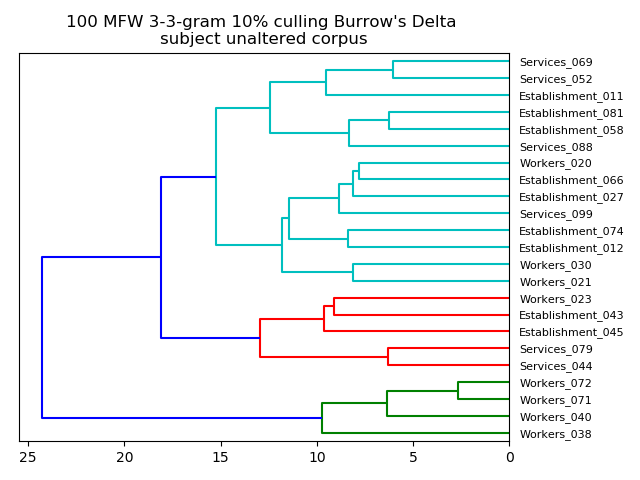 100 MFW 3-3-gram 10% culling Burrow's Delta
subject unaltered corpus
Services_069
Services_052
Establishment_011
Establishment_081
Establishment_058
Services_088
Workers_020
Establishment_066
Establishment_027
Services_099
Establishment_074
Establishment_012
Workers_030
Workers_021
Workers_023
Establishment_043
Establishment_045
Services_079
Services_044
Workers_072
Workers_071
Workers_040
Workers_038
25 20 15 10 5 0